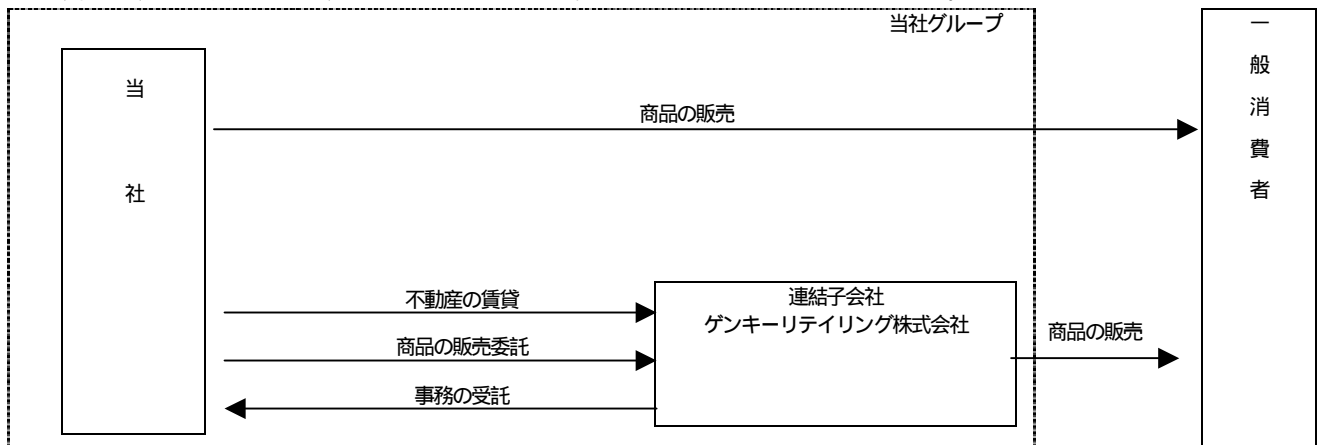 当社グループ
当社
一般消費者
商品の販売
不動産の賃貸
商品の販売委託
事務の受託
連結子会社
ゲンキーリテイリング株式会社
商品の販売